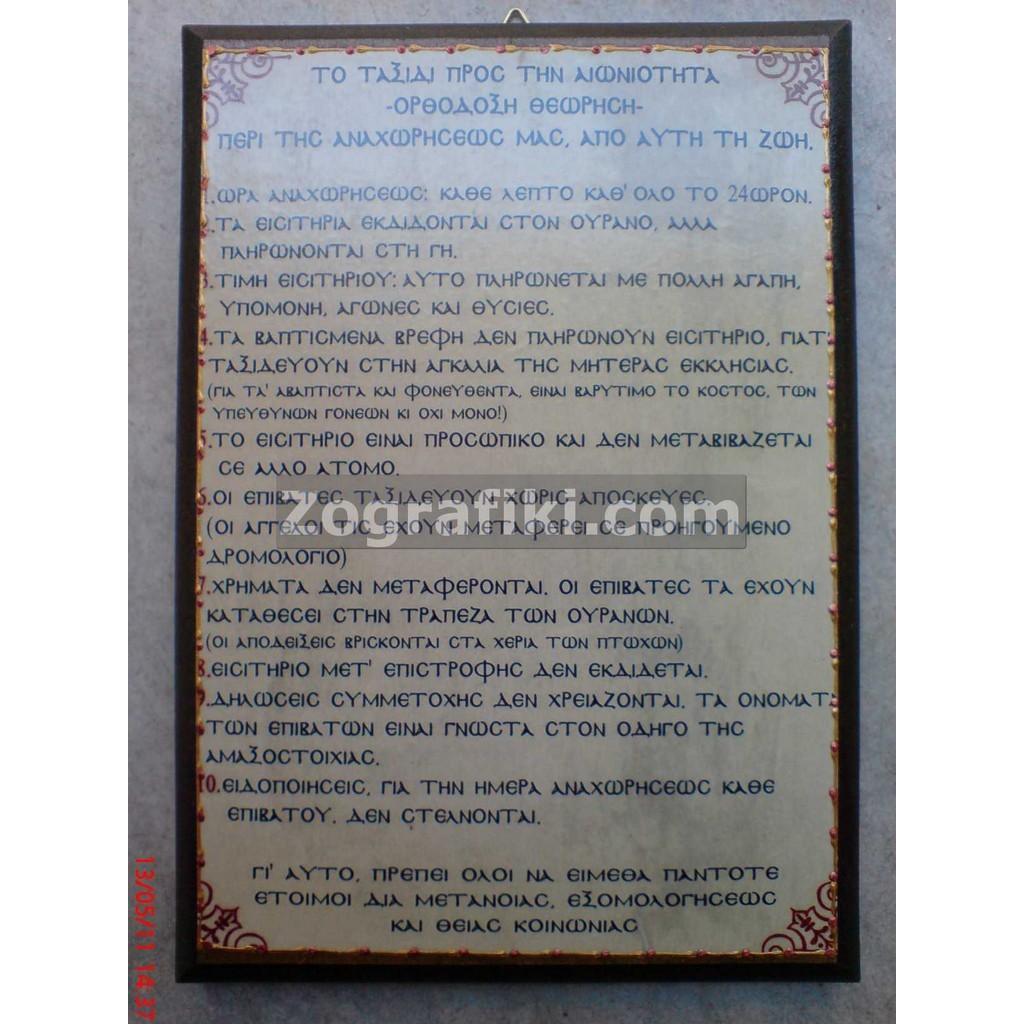 ΤΟ ΤΑΞΙΔΙ ΠΡΟΣ ΤΗΝ ΑΙΩΝΙΟΤΗΤΑ
-ΟΡΘΟΔΟΞΗ ΘΕΩΡΗΣΗ-
ΠΕΡΙ ΤΗΣ ΑΝΑΧΩΡΗΣΕΩΣ ΜΑΣ, ΑΠΟ ΑΥΤΗ ΤΗ ΖΩΗ.
1.ΩΡΑ ΑΝΑΧΩΡΗΣΕΩΣ: ΚΑΘΕ ΛΕΠΤΟ ΚΑΘ' ΟΛΟ ΤΟ 24ΩΡΟΝ.
2.ΤΑ ΕΙΣΙΤΗΡΙΑ ΕΚΔΙΔΟΝΤΑΙ ΣΤΟΝ ΟΥΡΑΝΟ, ΑΛΛΑ
ΠΛΗΡΩΝΟΝΤΑΙ ΣΤΗ ΓΗ.
3.ΤΙΜΗ ΕΙΣΙΤΗΡΙΟΥ: ΑΥΤΟ ΠΛΗΡΩΝΕΤΑΙ ΜΕ ΠΟΛΛΗ ΑΓΑΠΗ,
ΥΠΟΜΟΝΗ, ΑΓΩΝΕΣ ΚΑΙ ΘΥΣΙΕΣ.
4.ΤΑ ΒΑΠΤΙΣΜΕΝΑ ΒΡΕΦΗ ΔΕΝ ΠΛΗΡΩΝΟΥΝ ΕΙΣΙΤΗΡΙΟ, ΓΙΑΤ'
ΤΑΞΙΔΕΥΟΥΝ ΣΤΗΝ ΑΓΚΑΛΙΑ ΤΗΣ ΜΗΤΕΡΑΣ ΕΚΚΛΗΣΙΑΣ.
(ΓΙΑ ΤΑ' ΑΒΑΠΤΙΣΤΑ ΚΑΙ ΦΟΝΕΥΘΕΝΤΑ, ΕΙΝΑΙ ΒΑΡΥΤΙΜΟ ΤΟ ΚΟΣΤΟΣ, ΤΩΝ
ΥΠΕΥΘΥΝΩΝ ΓΟΝΕΩΝ ΚΙ ΟΧΙ ΜΟΝΟ!)
5.ΤΟ ΕΙΣΙΤΗΡΙΟ ΕΙΝΑΙ ΠΡΟΣΩΠΙΚΟ ΚΑΙ ΔΕΝ ΜΕΤΑΒΙΒΑΖΕΤΑΙ
ΣΕ ΑΛΛΟ ΑΤΟΜΟ.
6.ΟΙ ΕΠΙΒΑΤΕΣ ΤΑΞΙΔΕΥΟΥΝ ΧΩΡΙΣ ΑΠΟΣΚΕΥΕΣ.
zografiki.com
(ΟΙ ΑΓΓΕΛΟΙ ΤΙΣ ΕΧΟΥΝ ΜΕΤΑΦΕΡΕΙ ΣΕ ΠΡΟΗΓΟΥΜΕΝΟ
ΔΡΟΜΟΛΟΓΙΟ)
7.ΧΡΗΜΑΤΑ ΔΕΝ ΜΕΤΑΦΕΡΟΝΤΑΙ. ΟΙ ΕΠΙΒΑΤΕΣ ΤΑ ΕΧΟΥΝ
ΚΑΤΑΘΕΣΕΙ ΣΤΗΝ ΤΡΑΠΕΖΑ ΤΩΝ ΟΥΡΑΝΩΝ.
(ΟΙ ΑΠΟΔΕΙΞΕΙΣ ΒΡΙΣΚΟΝΤΑΙ ΣΤΑ ΧΕΡΙΑ ΤΩΝ ΠΤΩΧΩΝ)
8.ΕΙΣΙΤΗΡΙΟ ΜΕΤ' ΕΠΙΣΤΡΟΦΗΣ ΔΕΝ ΕΚΔΙΔΕΤΑΙ.
9.ΔΗΛΩΣΕΙΣ ΣΥΜΜΕΤΟΧΗΣ ΔΕΝ ΧΡΕΙΑΖΟΝΤΑΙ. ΤΑ ΟΝΟΜΑΤΑ
ΤΩΝ ΕΠΙΒΑΤΩΝ ΕΙΝΑΙ ΓΝΩΣΤΑ ΣΤΟΝ ΟΔΗΓΟ ΤΗΣ
ΑΜΑΞΟΣΤΟΙΧΙΑΣ.
10.ΕΙΔΟΠΟΙΗΣΕΙΣ, ΓΙΑ ΤΗΝ ΗΜΕΡΑ ΑΝΑΧΩΡΗΣΕΩΣ ΚΑΘΕ
ΕΠΙΒΑΤΟΥ, ΔΕΝ ΣΤΕΛΝΟΝΤΑΙ.
ΓΙ' ΑΥΤΟ, ΠΡΕΠΕΙ ΟΛΟΙ ΝΑ ΕΙΜΕΘΑ ΠΑΝΤΟΤΕ
ΕΤΟΙΜΟΙ ΔΙΑ ΜΕΤΑΝΟΙΑΣ, ΕΞΟΜΟΛΟΓΗΣΕΩΣ
ΚΑΙ ΘΕΙΑΣ ΚΟΙΝΩΝΙΑΣ
13/05/11 14:37